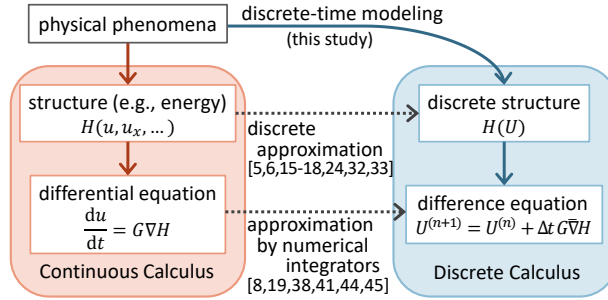 physical phenomena
discrete-time modeling
(this study)
structure (e.g., energy)
H(u, u_x, …)
discrete structure
H(U)
discrete
approximation
[5,6,15-18,24,32,33]
differential equation
du/dt = G∇H
difference equation
U^(n+1) = U^(n) + ΔtG∇̅H
approximation
by numerical
integrators
[8,19,38,41,44,45]
Continuous Calculus
Discrete Calculus